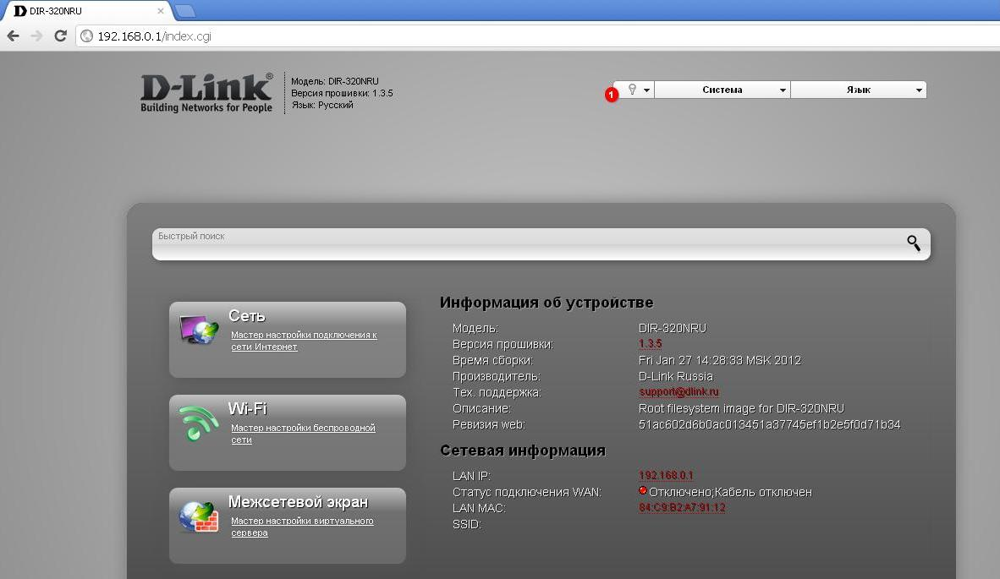 DIR-320NRU
192.168.0.1/index.cgi
D-Link®
Building Networks for People
Модель: DIR-320NRU
Версия прошивки: 1.3.5
Язык: Русский
1
Система
Язык
Быстрый поиск
Сеть
Мастер настройки подключения к
сети Интернет
Wi-Fi
Мастер настройки беспроводной
сети
Межсетевой экран
Мастер настройки виртуального
сервера
Информация об устройстве
Модель: DIR-320NRU
Версия прошивки: 1.3.5
Время сборки: Fri Jan 27 14:28:33 MSK 2012
Производитель: D-Link Russia
Тех. поддержка: support@dlink.ru
Описание: Root filesystem image for DIR-320NRU
Ревизия web: 51ac602d6b0ac013451a37745ef1b2e5f0d71b34
Сетевая информация
LAN IP: 192.168.0.1
Статус подключения WAN: Отключено;Кабель отключен
LAN MAC: 84:C9:B2:A7:91:12
SSID: